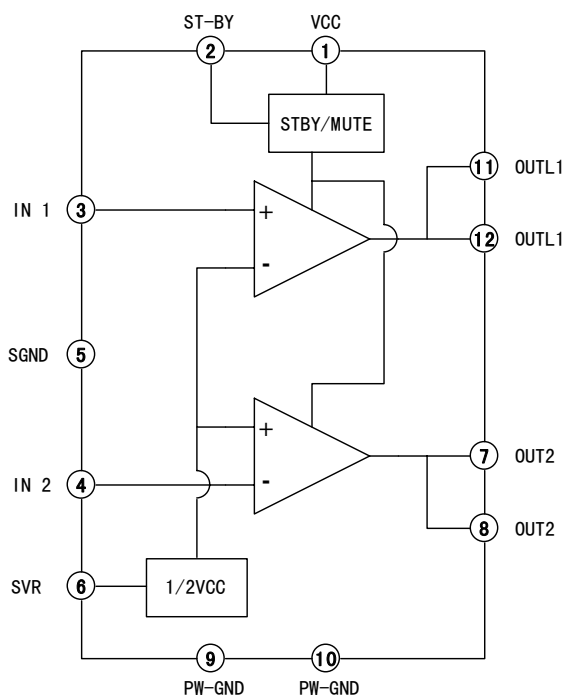 ST-BY VCC
2 1
STBY/MUTE
11 OUTL1
IN 1 3 +
12 OUTL1
-
SGND 5
+
7 OUT2
IN 2 4 -
8 OUT2
SVR 6 1/2VCC
9 10
PW-GND PW-GND